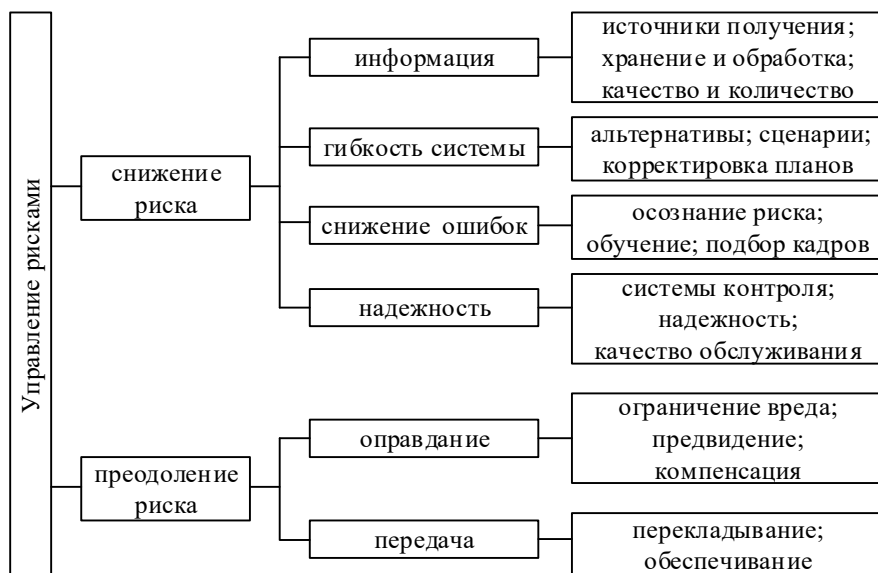 Управление рисками
снижение
риска
информация
источники получения;
хранение и обработка;
качество и количество
гибкость системы
альтернативы; сценарии;
корректировка планов
снижение ошибок
осознание риска;
обучение; подбор кадров
надежность
системы контроля;
надежность;
качество обслуживания
преодоление
риска
оправдание
ограничение вреда;
предвидение;
компенсация
передача
перекладывание;
обеспечивание